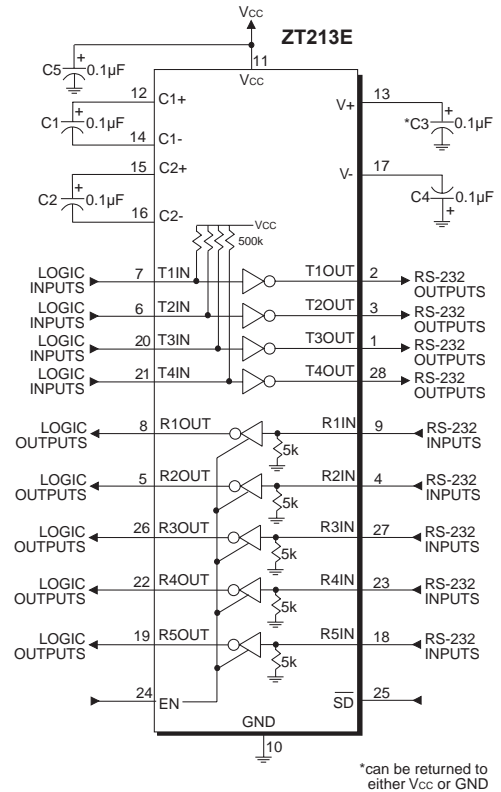 VCC
ZT213E
11
VCC
C5
+
0.1µF
12 C1+
C1
+
0.1µF
14 C1-
15 C2+
C2
+
0.1µF
16 C2-
V+ 13
*C3
+
0.1µF
V- 17
C4
0.1µF
+
VCC
500k
LOGIC
INPUTS
7 T1IN
T1OUT 2
RS-232
OUTPUTS
LOGIC
INPUTS
6 T2IN
T2OUT 3
RS-232
OUTPUTS
LOGIC
INPUTS
20 T3IN
T3OUT 1
RS-232
OUTPUTS
LOGIC
INPUTS
21 T4IN
T4OUT 28
RS-232
OUTPUTS
LOGIC
OUTPUTS
8 R1OUT
R1IN 9
RS-232
INPUTS
5k
LOGIC
OUTPUTS
5 R2OUT
R2IN 4
RS-232
INPUTS
5k
LOGIC
OUTPUTS
26 R3OUT
R3IN 27
RS-232
INPUTS
5k
LOGIC
OUTPUTS
22 R4OUT
R4IN 23
RS-232
INPUTS
5k
LOGIC
OUTPUTS
19 R5OUT
R5IN 18
RS-232
INPUTS
5k
24 EN
SD 25
GND
10
*can be returned to
either Vcc or GND